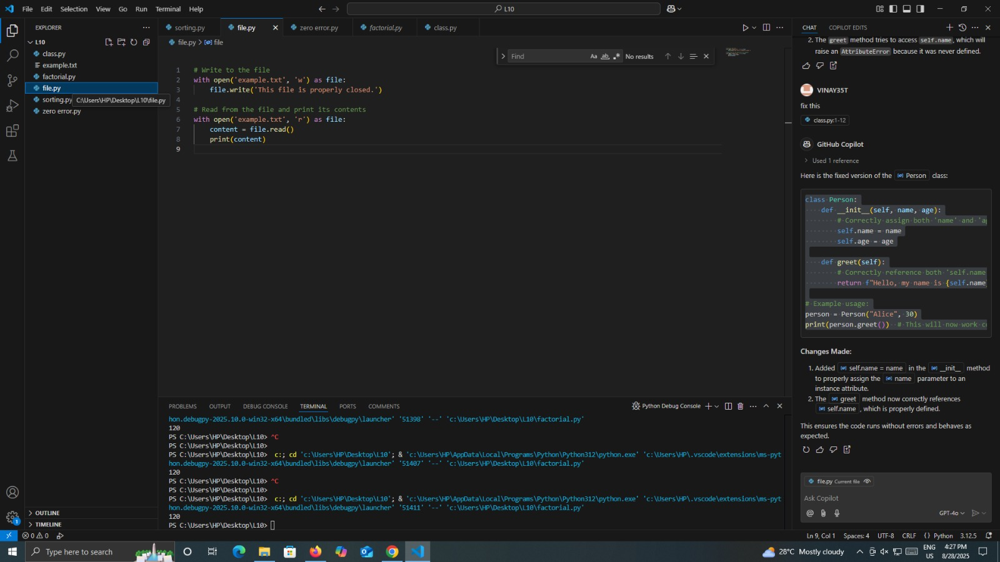 File Edit Selection View Go Run Terminal Help
L10
EXPLORER
L10
class.py
example.txt
factorial.py
file.py
sorting.py
C:\Users\HP\Desktop\L10\file.py
zero error.py
OUTLINE
TIMELINE
sorting.py file.py zero error.py factorial.py class.py
file.py > file
Find Aa ab No results
1 # Write to the file
2 with open('example.txt', 'w') as file:
3 file.write('This file is properly closed.')
4
5 # Read from the file and print its contents
6 with open('example.txt', 'r') as file:
7 content = file.read()
8 print(content)
9
PROBLEMS OUTPUT DEBUG CONSOLE TERMINAL PORTS COMMENTS
Python Debug Console
hon.debugpy-2025.10.0-win32-x64\bundled\libs\debugpy\launcher' '51398' '--' 'c:\Users\HP\Desktop\L10\factorial.py'
120
PS C:\Users\HP\Desktop\L10> ^C
PS C:\Users\HP\Desktop\L10>
PS C:\Users\HP\Desktop\L10> c:; cd 'c:\Users\HP\Desktop\L10'; & 'c:\Users\HP\AppData\Local\Programs\Python\Python312\python.exe' 'c:\Users\HP\.vscode\extensions\ms-pyt
hon.debugpy-2025.10.0-win32-x64\bundled\libs\debugpy\launcher' '51407' '--' 'c:\Users\HP\Desktop\L10\factorial.py'
120
PS C:\Users\HP\Desktop\L10> ^C
PS C:\Users\HP\Desktop\L10>
PS C:\Users\HP\Desktop\L10> c:; cd 'c:\Users\HP\Desktop\L10'; & 'c:\Users\HP\AppData\Local\Programs\Python\Python312\python.exe' 'c:\Users\HP\.vscode\extensions\ms-pyt
hon.debugpy-2025.10.0-win32-x64\bundled\libs\debugpy\launcher' '51411' '--' 'c:\Users\HP\Desktop\L10\factorial.py'
120
PS C:\Users\HP\Desktop\L10>
CHAT COPILOT EDITS
2. The greet method tries to access self.name, which will
raise an AttributeError because it was never defined.
VINAY35T
fix this
class.py:1-12
GitHub Copilot
Used 1 reference
Here is the fixed version of the Person class:
class Person:
def __init__(self, name, age):
# Correctly assign both 'name' and 'ag
self.name = name
self.age = age
def greet(self):
# Correctly reference both 'self.name
return f"Hello, my name is {self.name
# Example usage:
person = Person("Alice", 30)
print(person.greet()) # This will now work co
Changes Made:
1. Added self.name = name in the __init__ method
to properly assign the name parameter to an
instance attribute.
2. The greet method now correctly references
self.name , which is properly defined.
This ensures the code runs without errors and behaves as
expected.
file.py Current file
Ask Copilot
GPT-4o
1
0 0
Ln 9, Col 1 Spaces: 4 UTF-8 CRLF {} Python 3.12.5
Type here to search
28°C Mostly cloudy
ENG
US
4:27 PM
8/28/2025